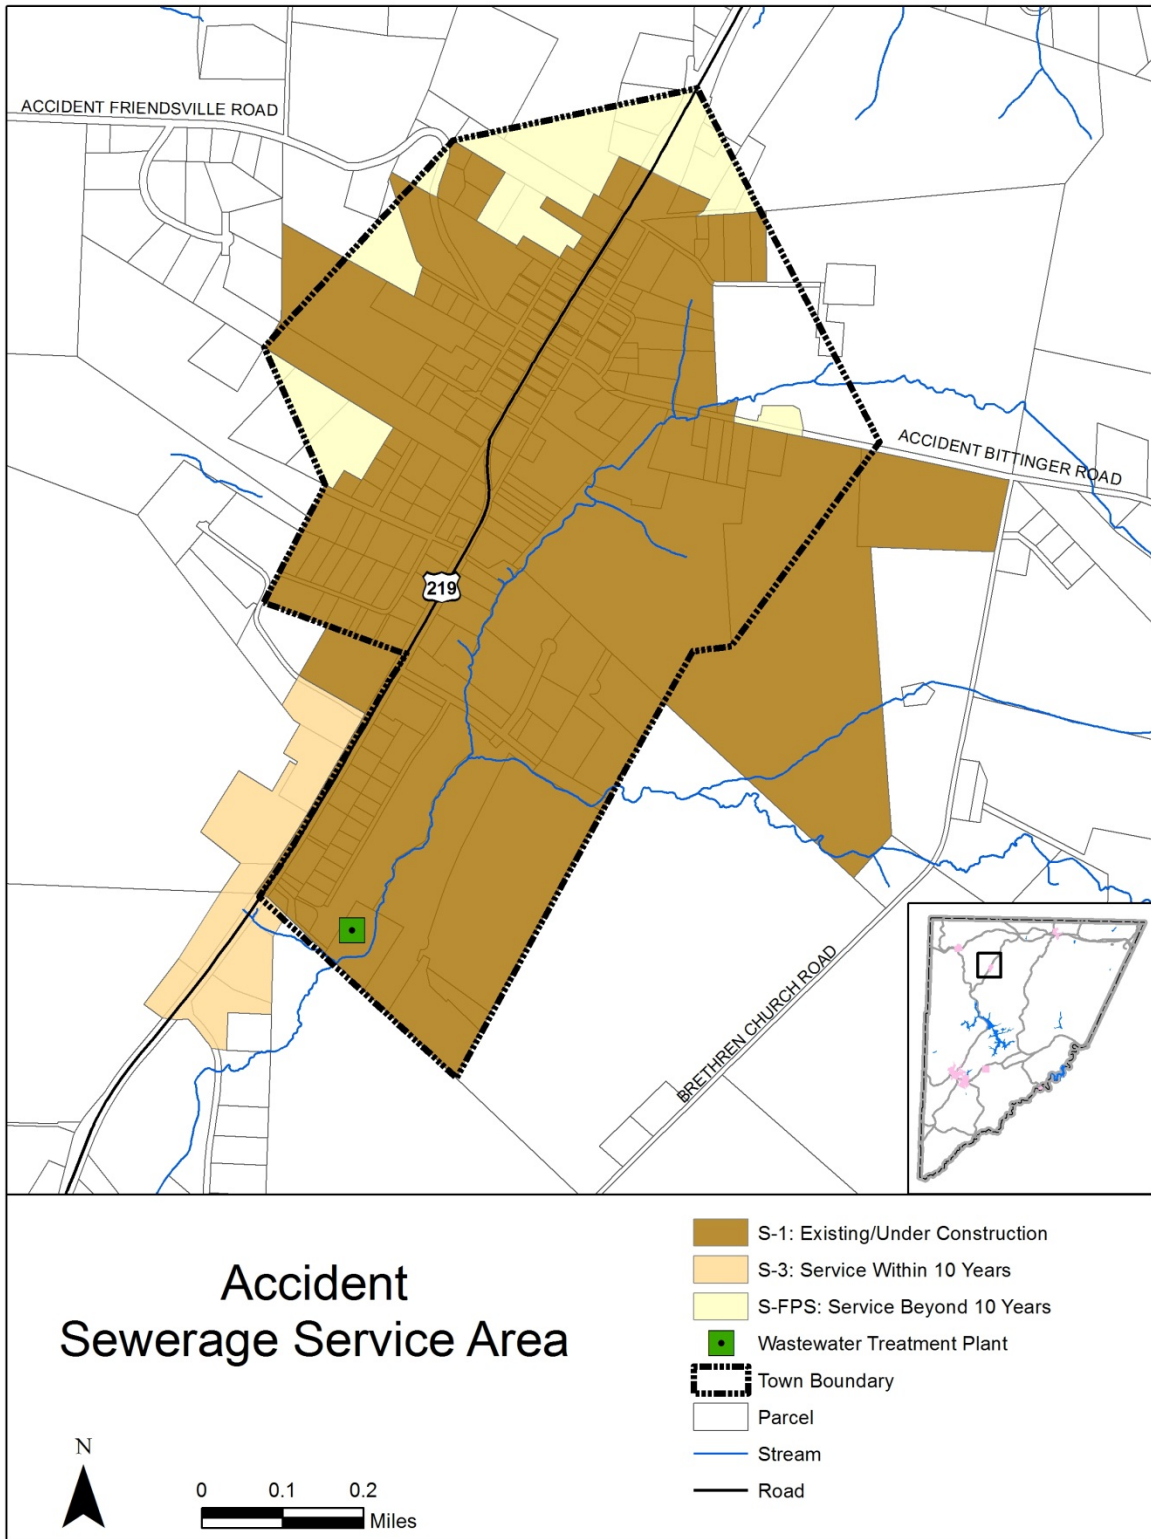 ACCIDENT FRIENDSVILLE ROAD
ACCIDENT BITTINGER ROAD
219
BRETHREN CHURCH ROAD
Accident
Sewerage Service Area
N
0 0.1 0.2
Miles
S-1: Existing/Under Construction
S-3: Service Within 10 Years
S-FPS: Service Beyond 10 Years
Wastewater Treatment Plant
Town Boundary
Parcel
Stream
Road